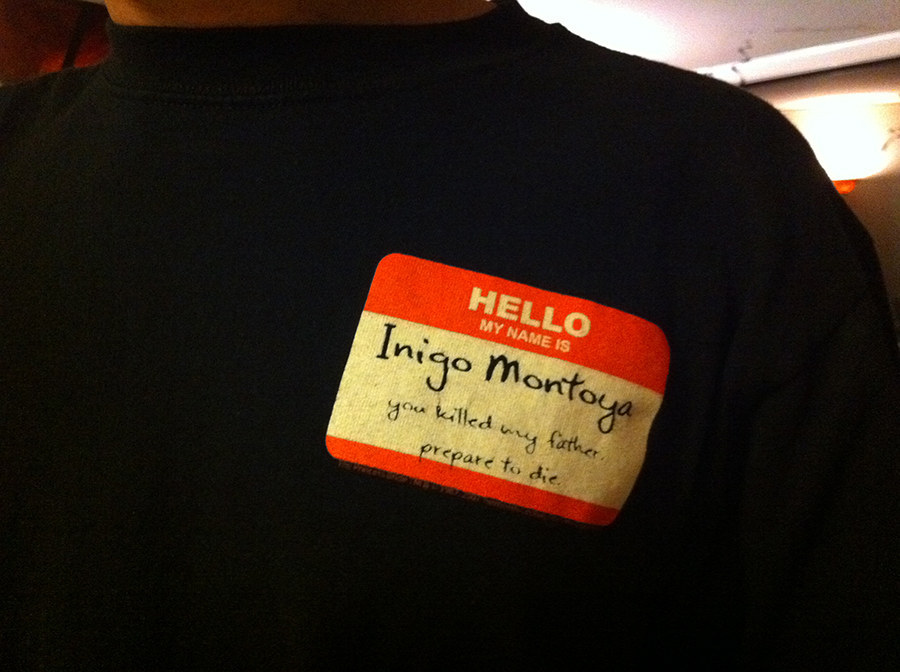 HELLO
MY NAME IS
Inigo Montoya
you killed my father.
prepare to die.